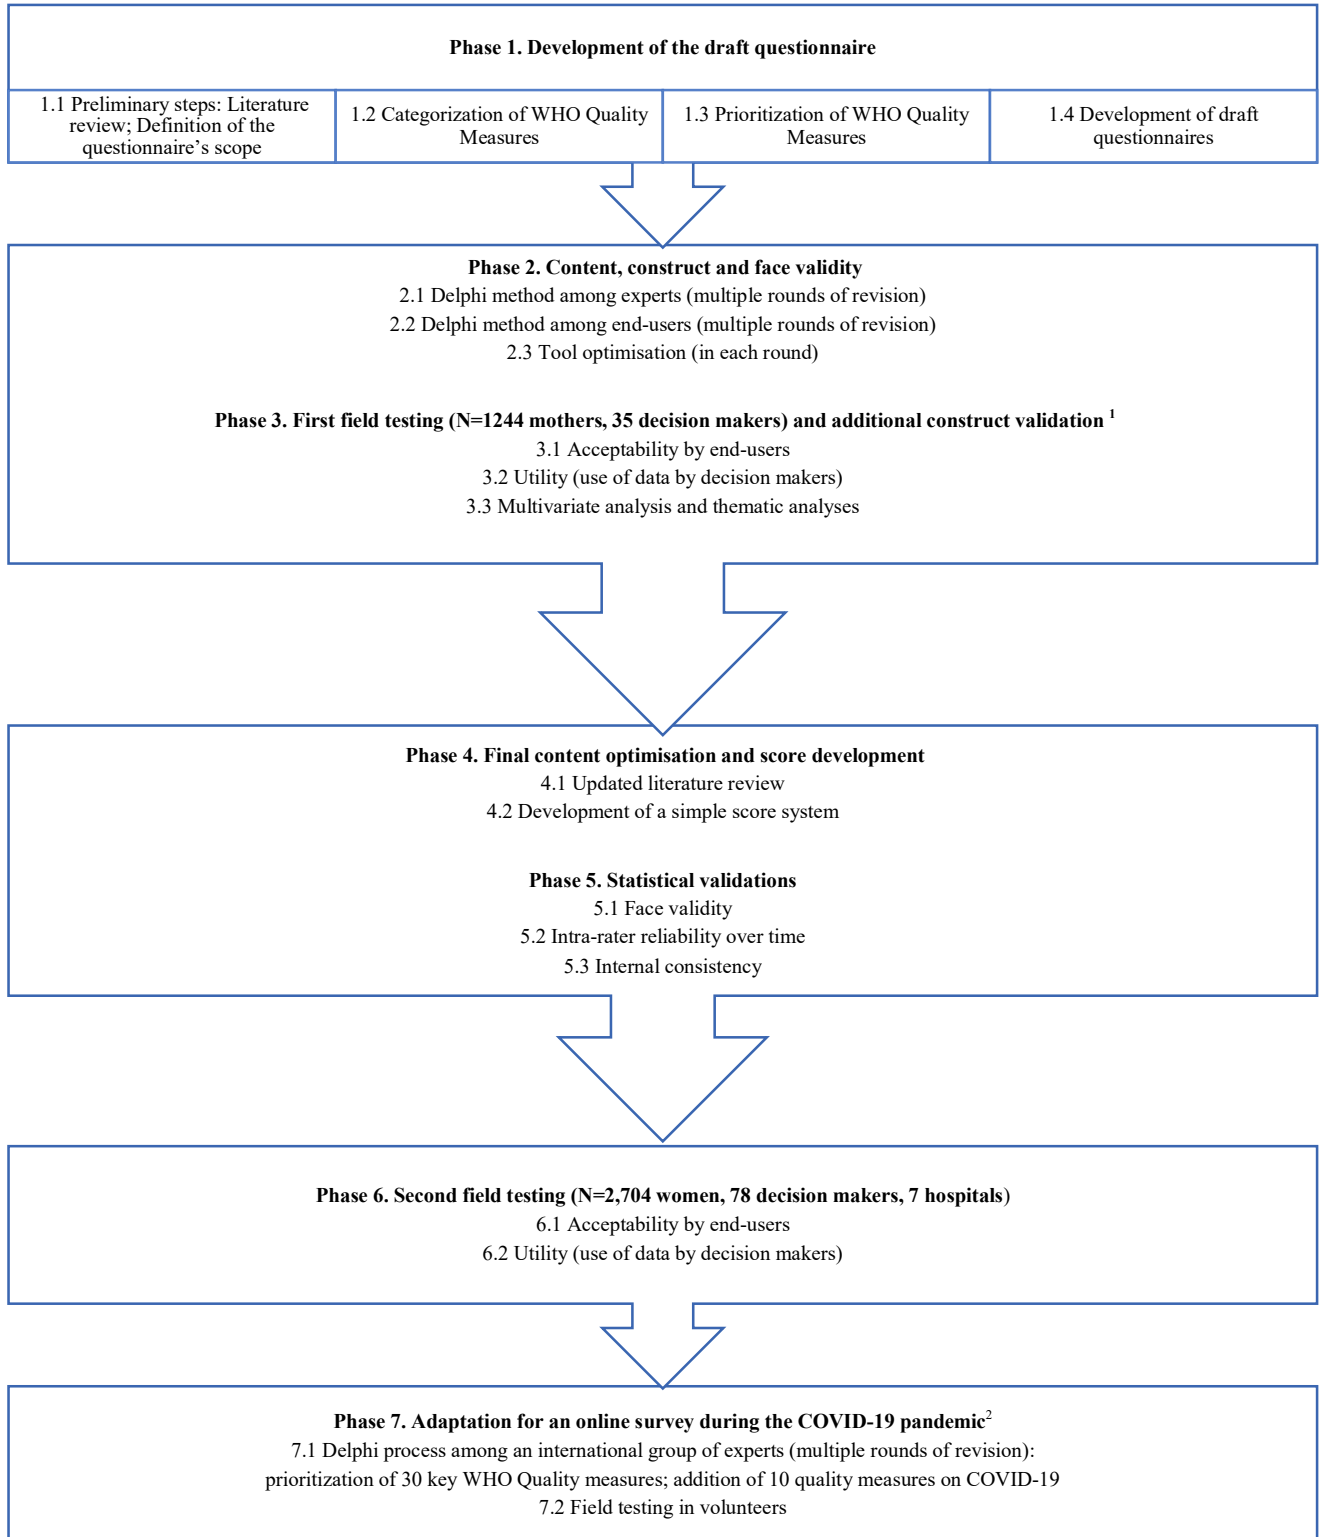 Phase 1. Development of the draft questionnaire
1.1 Preliminary steps: Literature
review; Definition of the
questionnaire’s scope
1.2 Categorization of WHO Quality
Measures
1.3 Prioritization of WHO Quality
Measures
1.4 Development of draft
questionnaires
Phase 2. Content, construct and face validity
2.1 Delphi method among experts (multiple rounds of revision)
2.2 Delphi method among end-users (multiple rounds of revision)
2.3 Tool optimisation (in each round)
Phase 3. First field testing (N=1244 mothers, 35 decision makers) and additional construct validation ¹
3.1 Acceptability by end-users
3.2 Utility (use of data by decision makers)
3.3 Multivariate analysis and thematic analyses
Phase 4. Final content optimisation and score development
4.1 Updated literature review
4.2 Development of a simple score system
Phase 5. Statistical validations
5.1 Face validity
5.2 Intra-rater reliability over time
5.3 Internal consistency
Phase 6. Second field testing (N=2,704 women, 78 decision makers, 7 hospitals)
6.1 Acceptability by end-users
6.2 Utility (use of data by decision makers)
Phase 7. Adaptation for an online survey during the COVID-19 pandemic²
7.1 Delphi process among an international group of experts (multiple rounds of revision):
prioritization of 30 key WHO Quality measures; addition of 10 quality measures on COVID-19
7.2 Field testing in volunteers